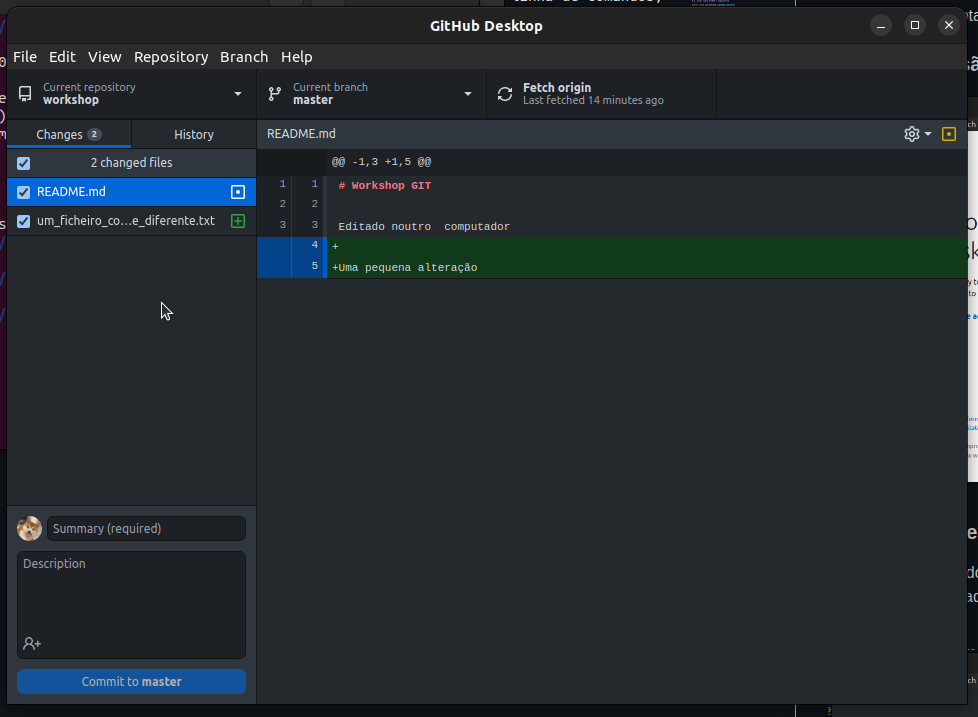 GitHub Desktop
File Edit View Repository Branch Help
Current repository
workshop
Current branch
master
Fetch origin
Last fetched 14 minutes ago
Changes 2
History
README.md
2 changed files
README.md
um_ficheiro_co...e_diferente.txt
@@ -1,3 +1,5 @@
1 1 # Workshop GIT
2 2
3 3 Editado noutro  computador
4 +
5 +Uma pequena alteração
Summary (required)
Description
Commit to master